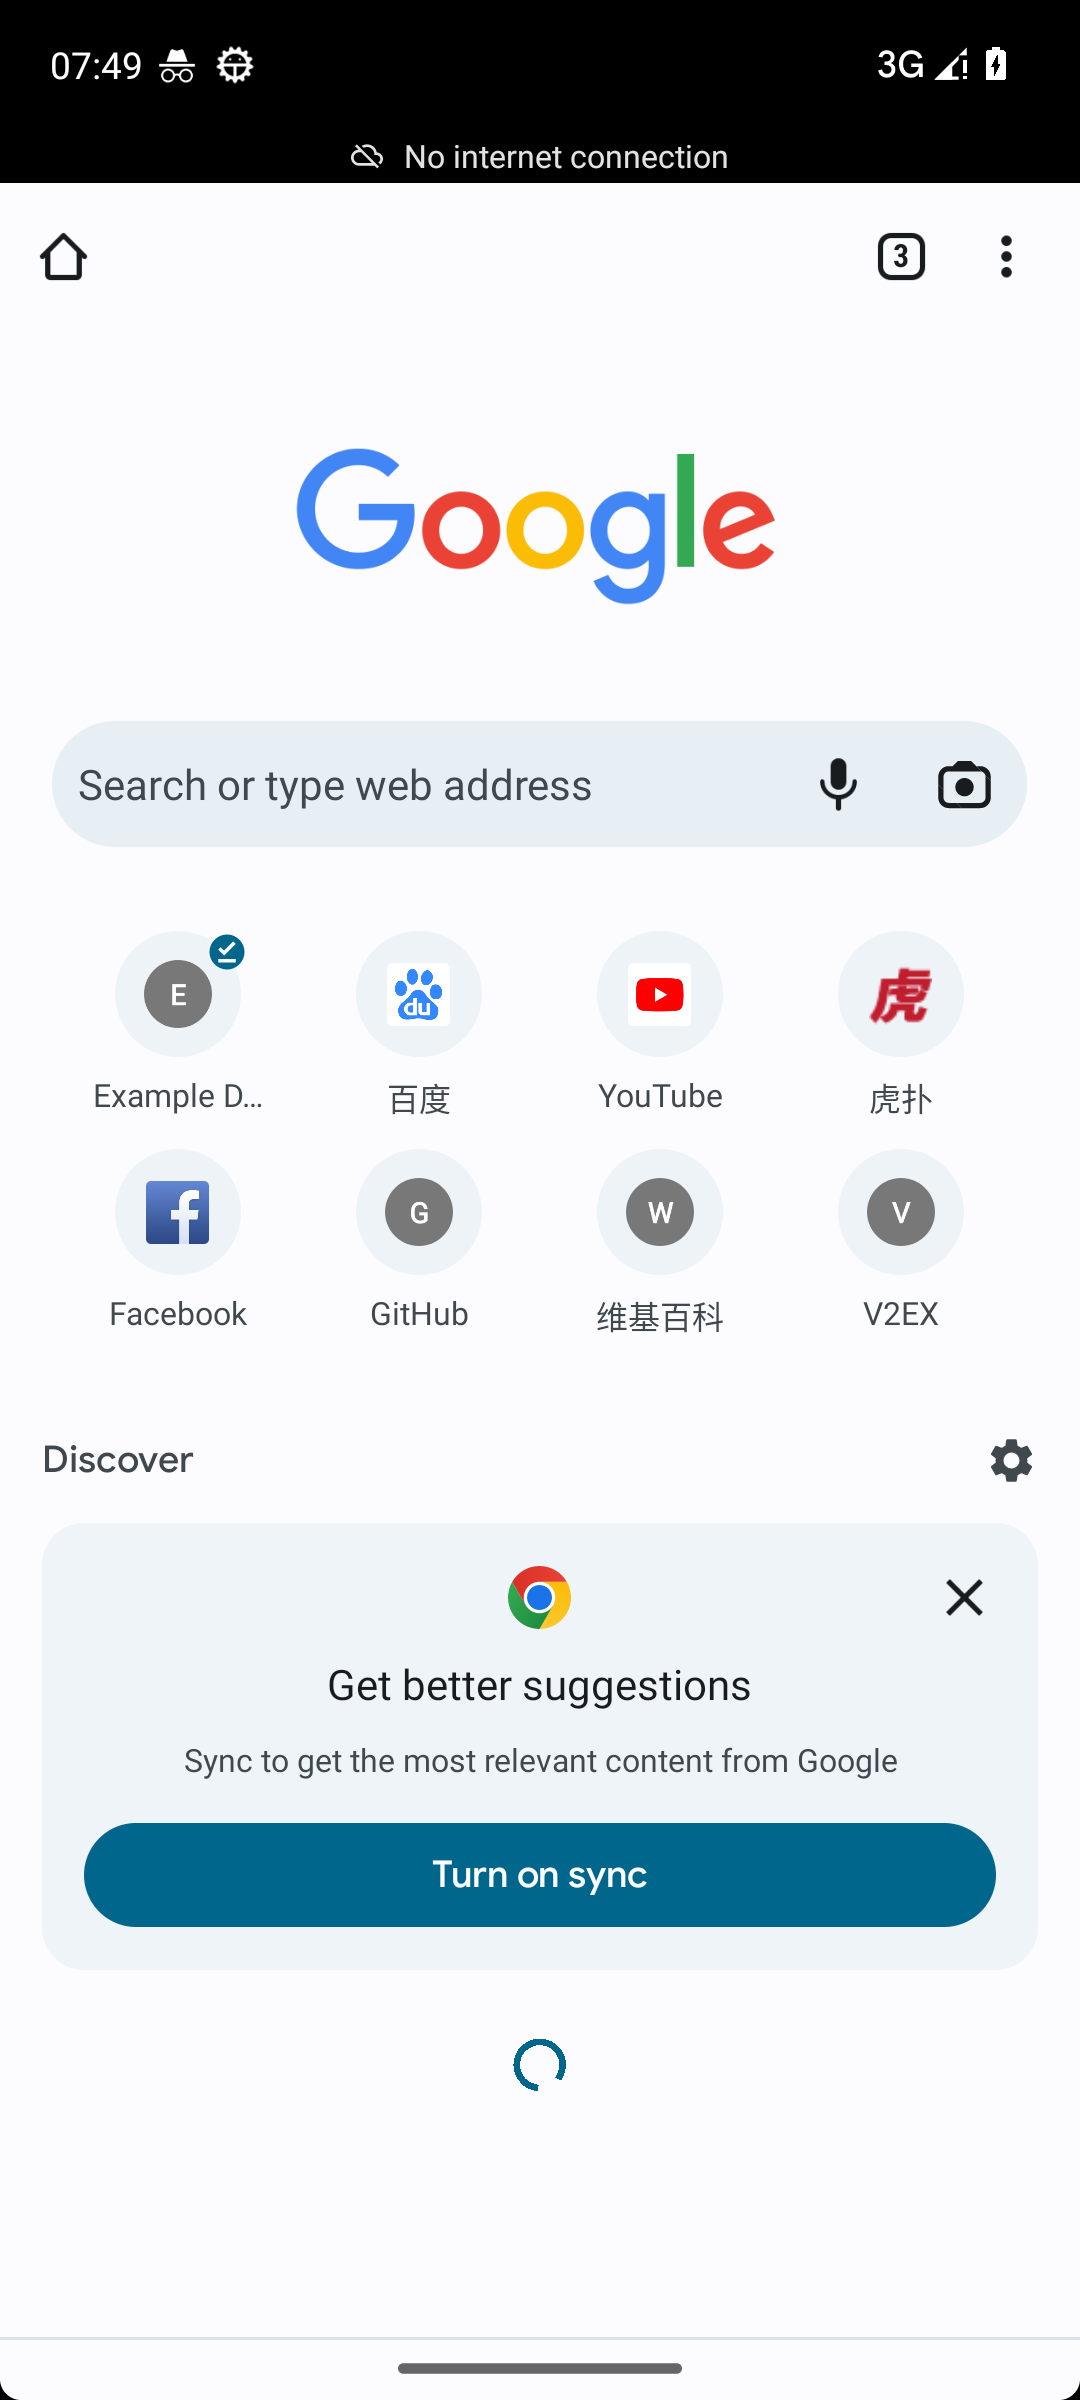 07:49
3G
No internet connection
3
Google
Search or type web address
E
du
虎
Example D...
百度
YouTube
虎扑
G
W
V
Facebook
GitHub
维基百科
V2EX
Discover
Get better suggestions
Sync to get the most relevant content from Google
Turn on sync